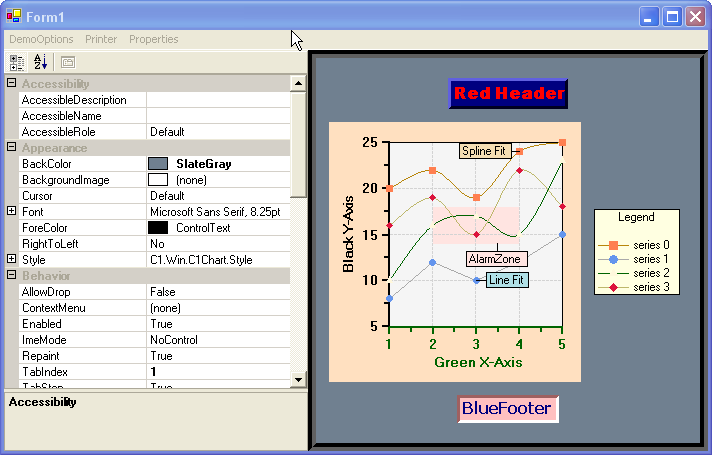 Form1
DemoOptions Printer Properties
Accessibility
AccessibleDescription
AccessibleName
AccessibleRole Default
Appearance
BackColor SlateGray
BackgroundImage (none)
Cursor Default
Font Microsoft Sans Serif, 8.25pt
ForeColor ControlText
RightToLeft No
Style C1.Win.C1Chart.Style
Behavior
AllowDrop False
ContextMenu (none)
Enabled True
ImeMode NoControl
Repaint True
TabIndex 1
TabStop True
Accessibility
Red Header
Black Y-Axis
25
20
15
10
5
Spline Fit
AlarmZone
Line Fit
1 2 3 4 5
Green X-Axis
Legend
series 0
series 1
series 2
series 3
BlueFooter